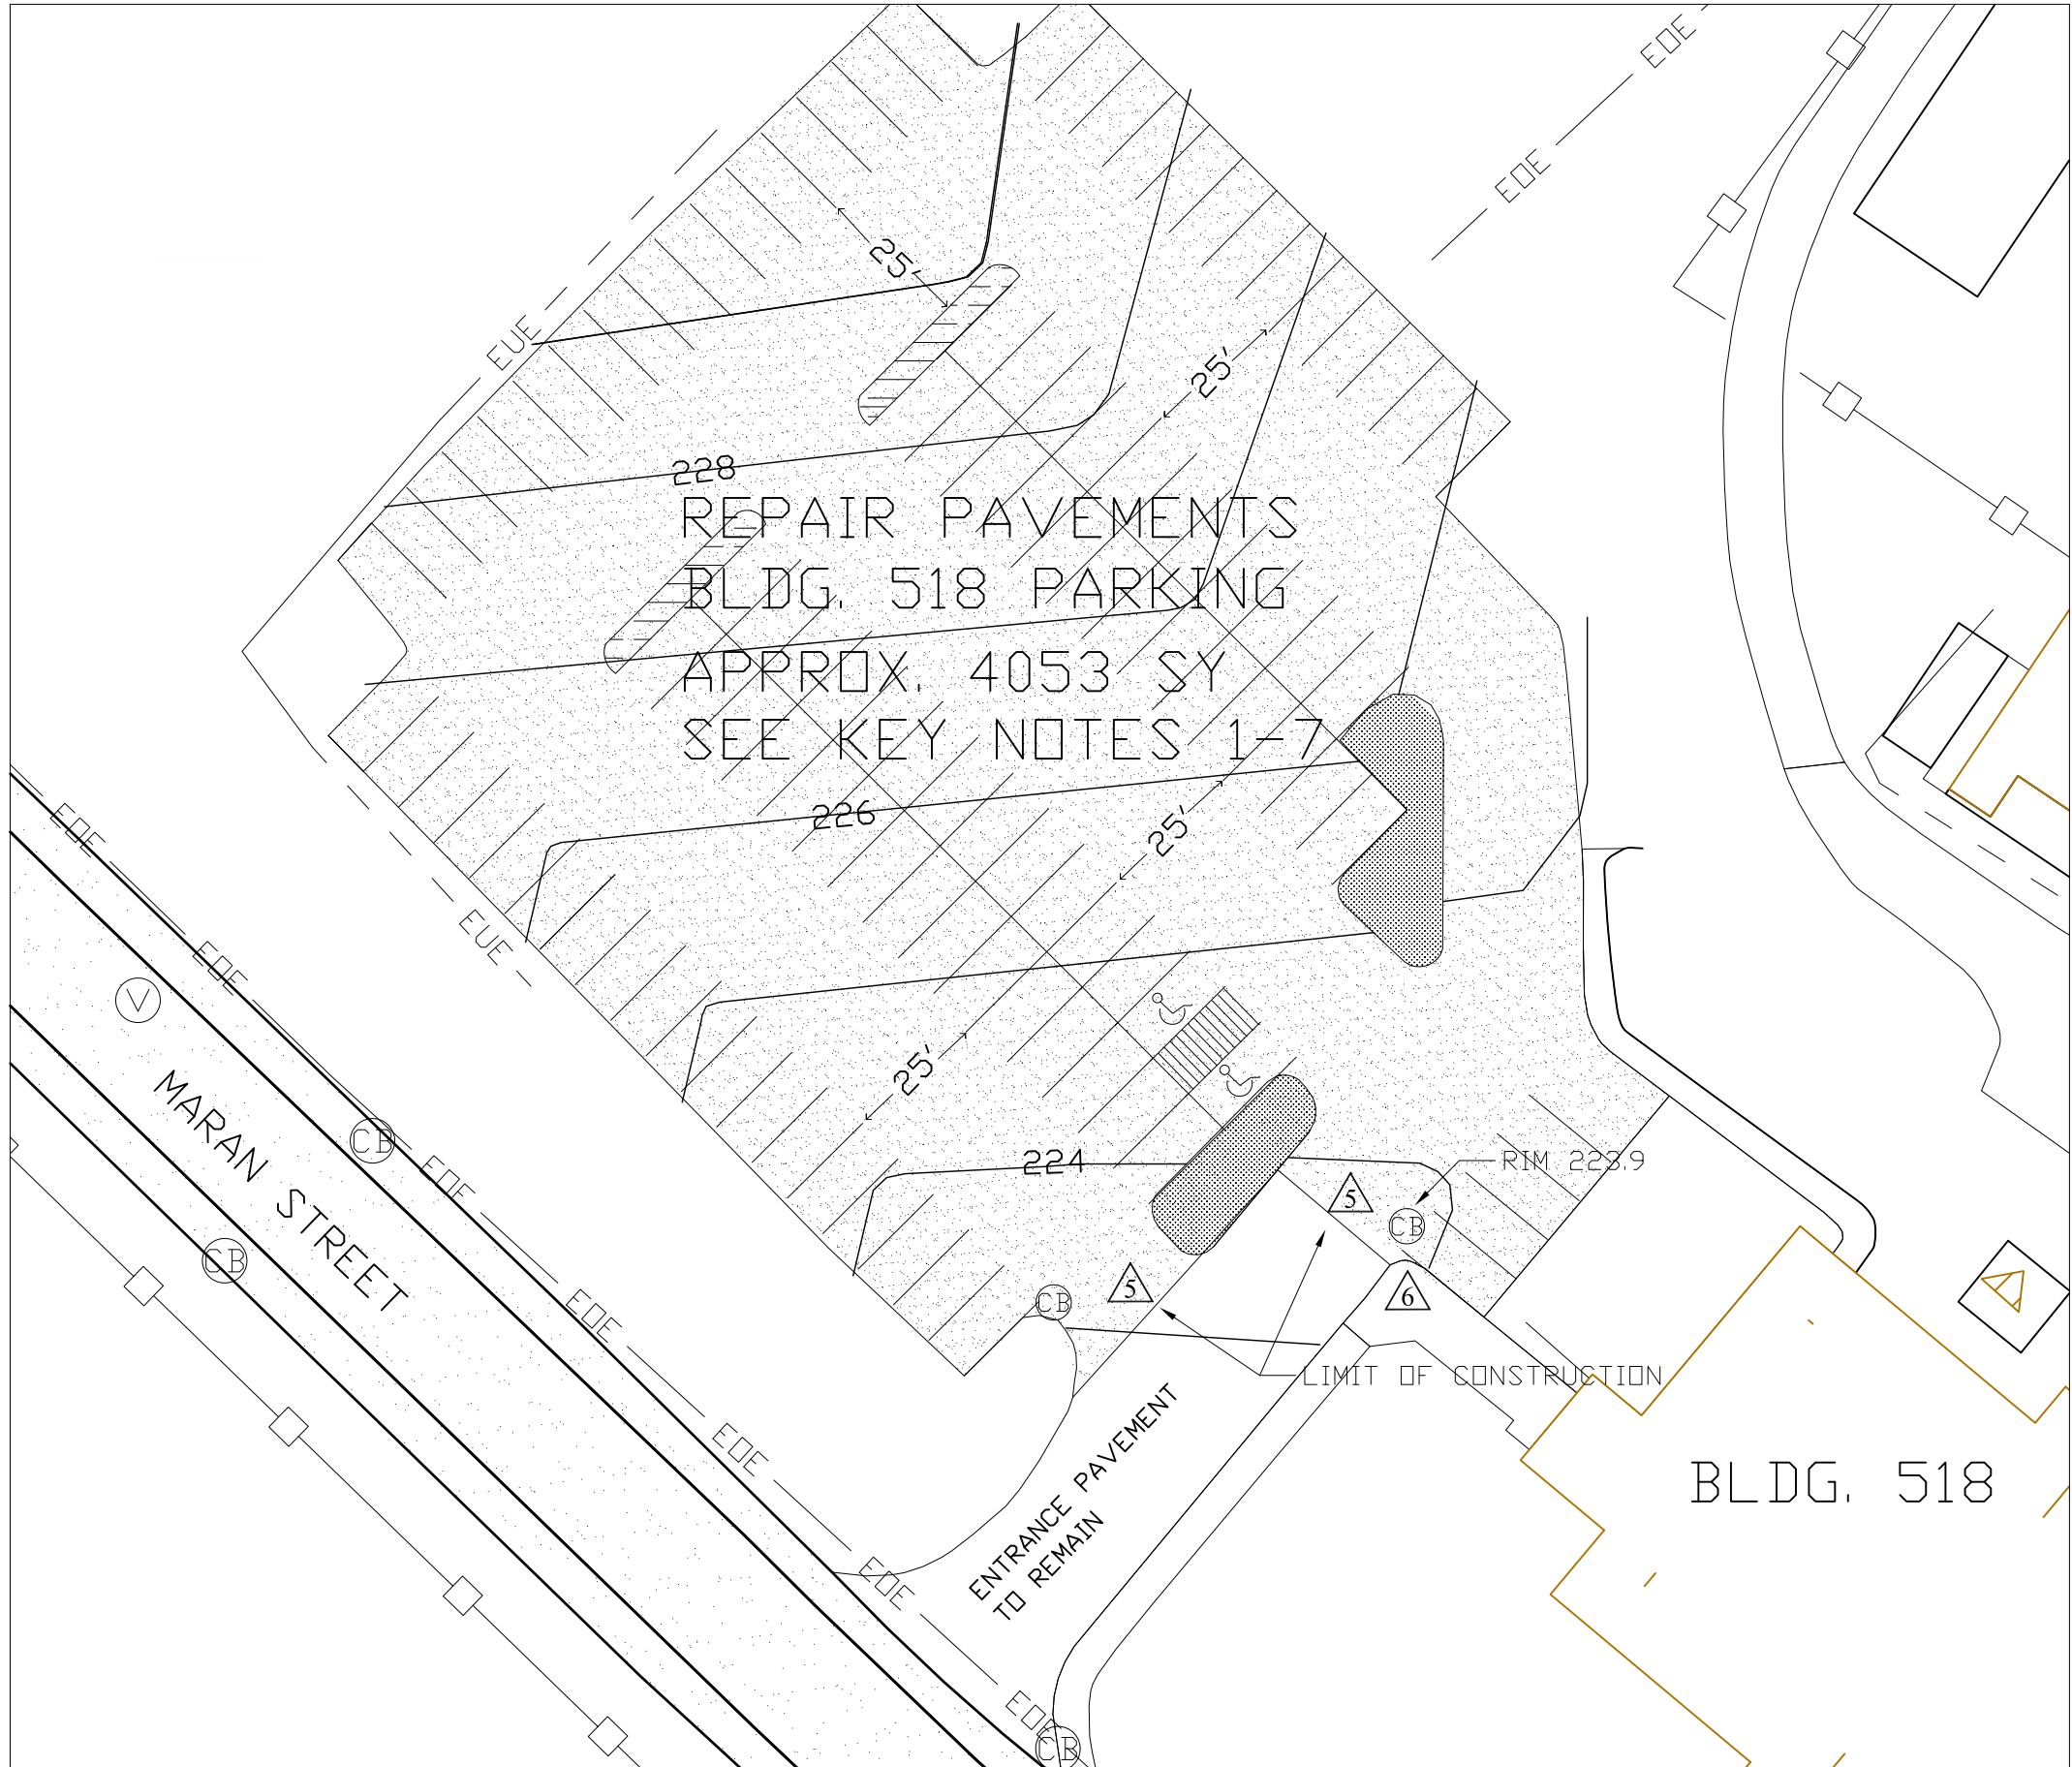 EOE
EOE
25'
EUE
25'
228
REPAIR PAVEMENTS
BLDG. 518 PARKING
APPROX. 4053 SY
SEE KEY NOTES 1-7
226
25'
EOE
EUE
EOE
V
25'
MARAN STREET
CB
EOE
224
RIM 223.9
5
CB
CB
5
6
CB
EOE
LIMIT OF CONSTRUCTION
EOE
ENTRANCE PAVEMENT
TO REMAIN
BLDG. 518
EOE
EOE
CB